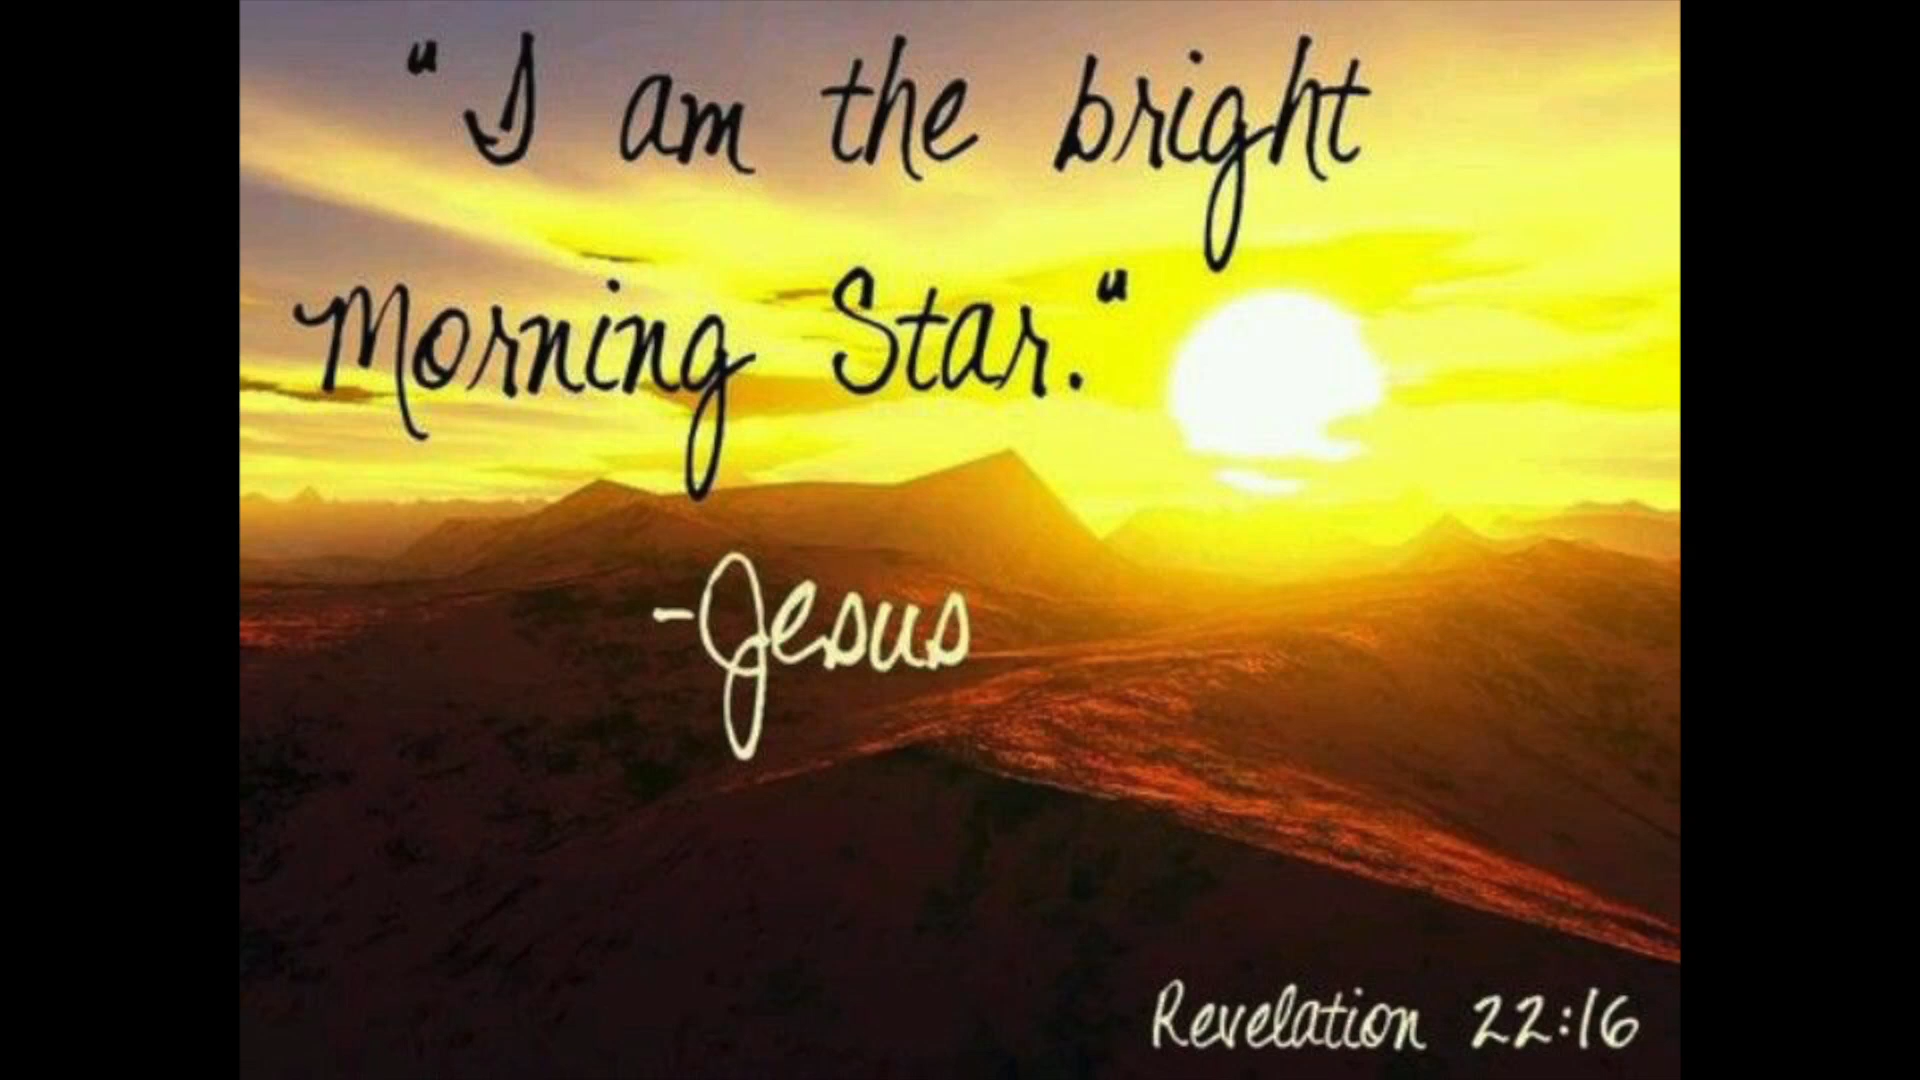 "I am the bright
Morning Star."
-Jesus
Revelation 22:16